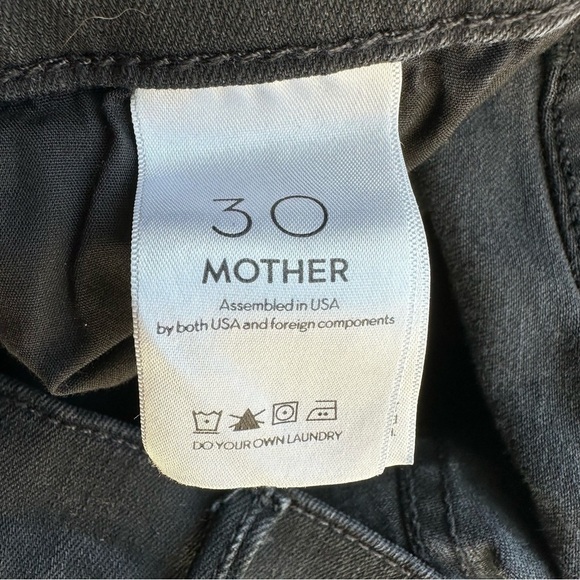 30
MOTHER
Assembled in USA
by both USA and foreign components
DO YOUR OWN LAUNDRY